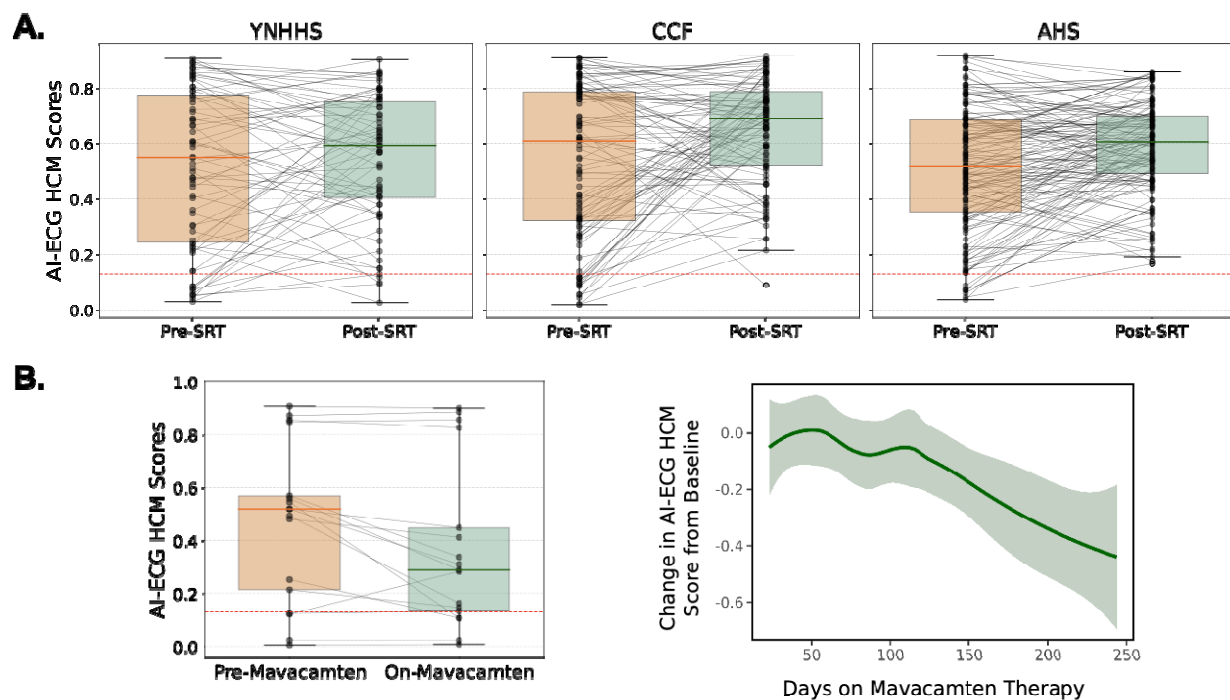 A.
YNHHS
CCF
AHS
AI-ECG HCM Scores
0.8
0.6
0.4
0.2
0.0
Pre-SRT
Post-SRT
Pre-SRT
Post-SRT
Pre-SRT
Post-SRT
B.
AI-ECG HCM Scores
1.0
0.8
0.6
0.4
0.2
0.0
Pre-Mavacamten
On-Mavacamten
Change in AI-ECG HCM
Score from Baseline
0.0
-0.2
-0.4
-0.6
50
100
150
200
250
Days on Mavacamten Therapy